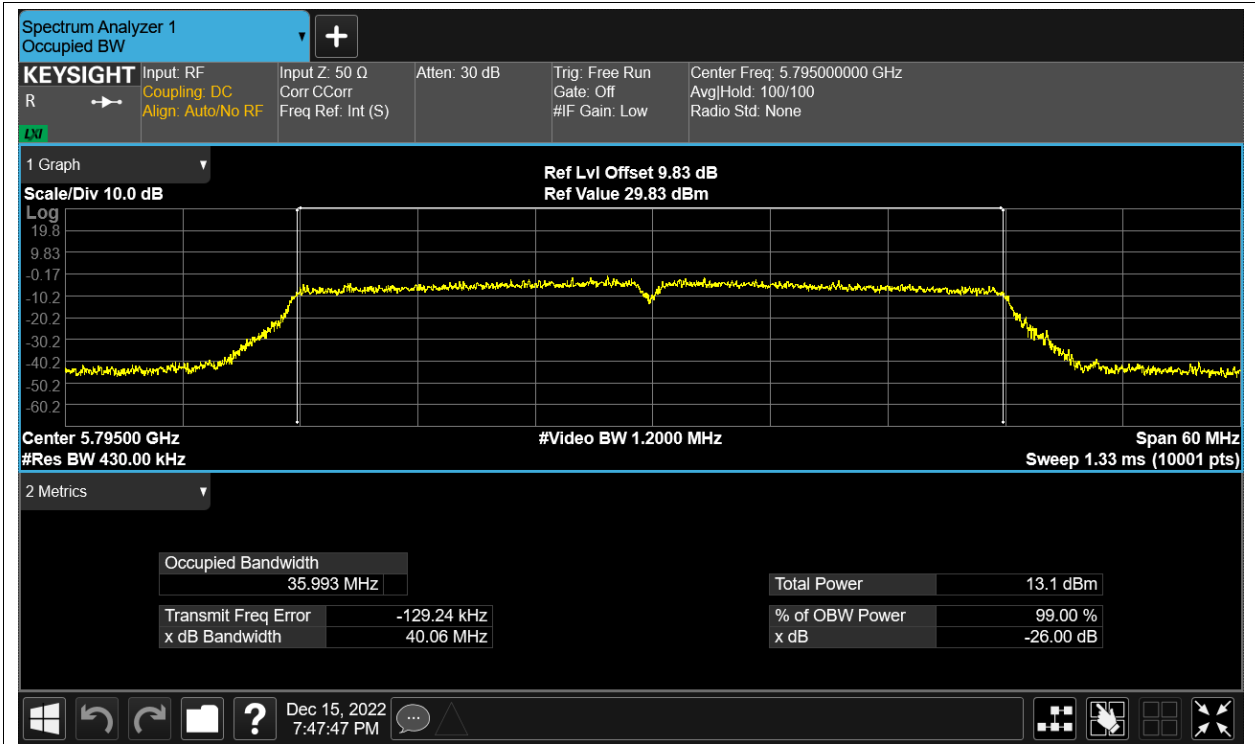 Spectrum Analyzer 1
Occupied BW
KEYSIGHT
R
LXI
Input: RF
Coupling: DC
Align: Auto/No RF
Input Z: 50 Ω
Corr CCorr
Freq Ref: Int (S)
Atten: 30 dB
Trig: Free Run
Gate: Off
#IF Gain: Low
Center Freq: 5.795000000 GHz
Avg|Hold: 100/100
Radio Std: None
1 Graph
Scale/Div 10.0 dB
Ref Lvl Offset 9.83 dB
Ref Value 29.83 dBm
Log
19.8
9.83
-0.17
-10.2
-20.2
-30.2
-40.2
-50.2
-60.2
Center 5.79500 GHz
#Res BW 430.00 kHz
#Video BW 1.2000 MHz
Span 60 MHz
Sweep 1.33 ms (10001 pts)
2 Metrics
Occupied Bandwidth
35.993 MHz
Transmit Freq Error -129.24 kHz
x dB Bandwidth 40.06 MHz
Total Power 13.1 dBm
% of OBW Power 99.00 %
x dB -26.00 dB
?
Dec 15, 2022
7:47:47 PM